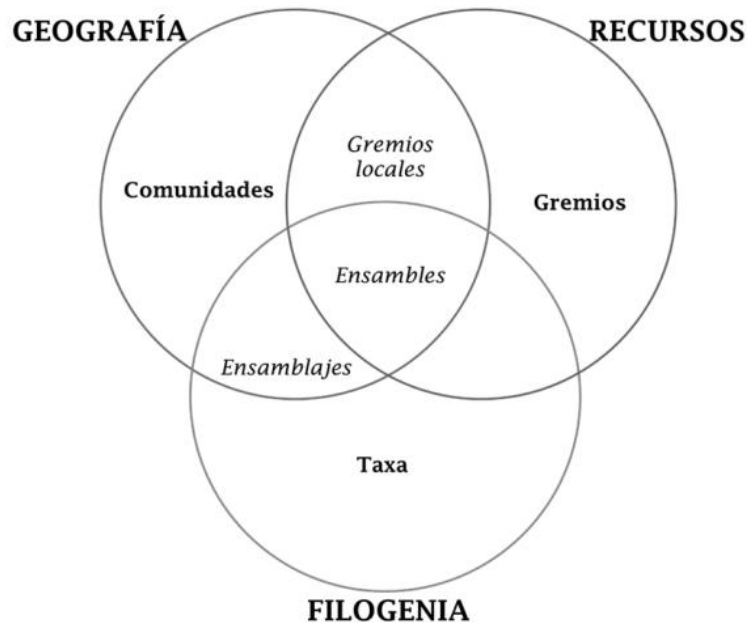 GEOGRAFÍA
RECURSOS
Gremios
locales
Comunidades
Gremios
Ensambles
Ensamblajes
Taxa
FILOGENIA